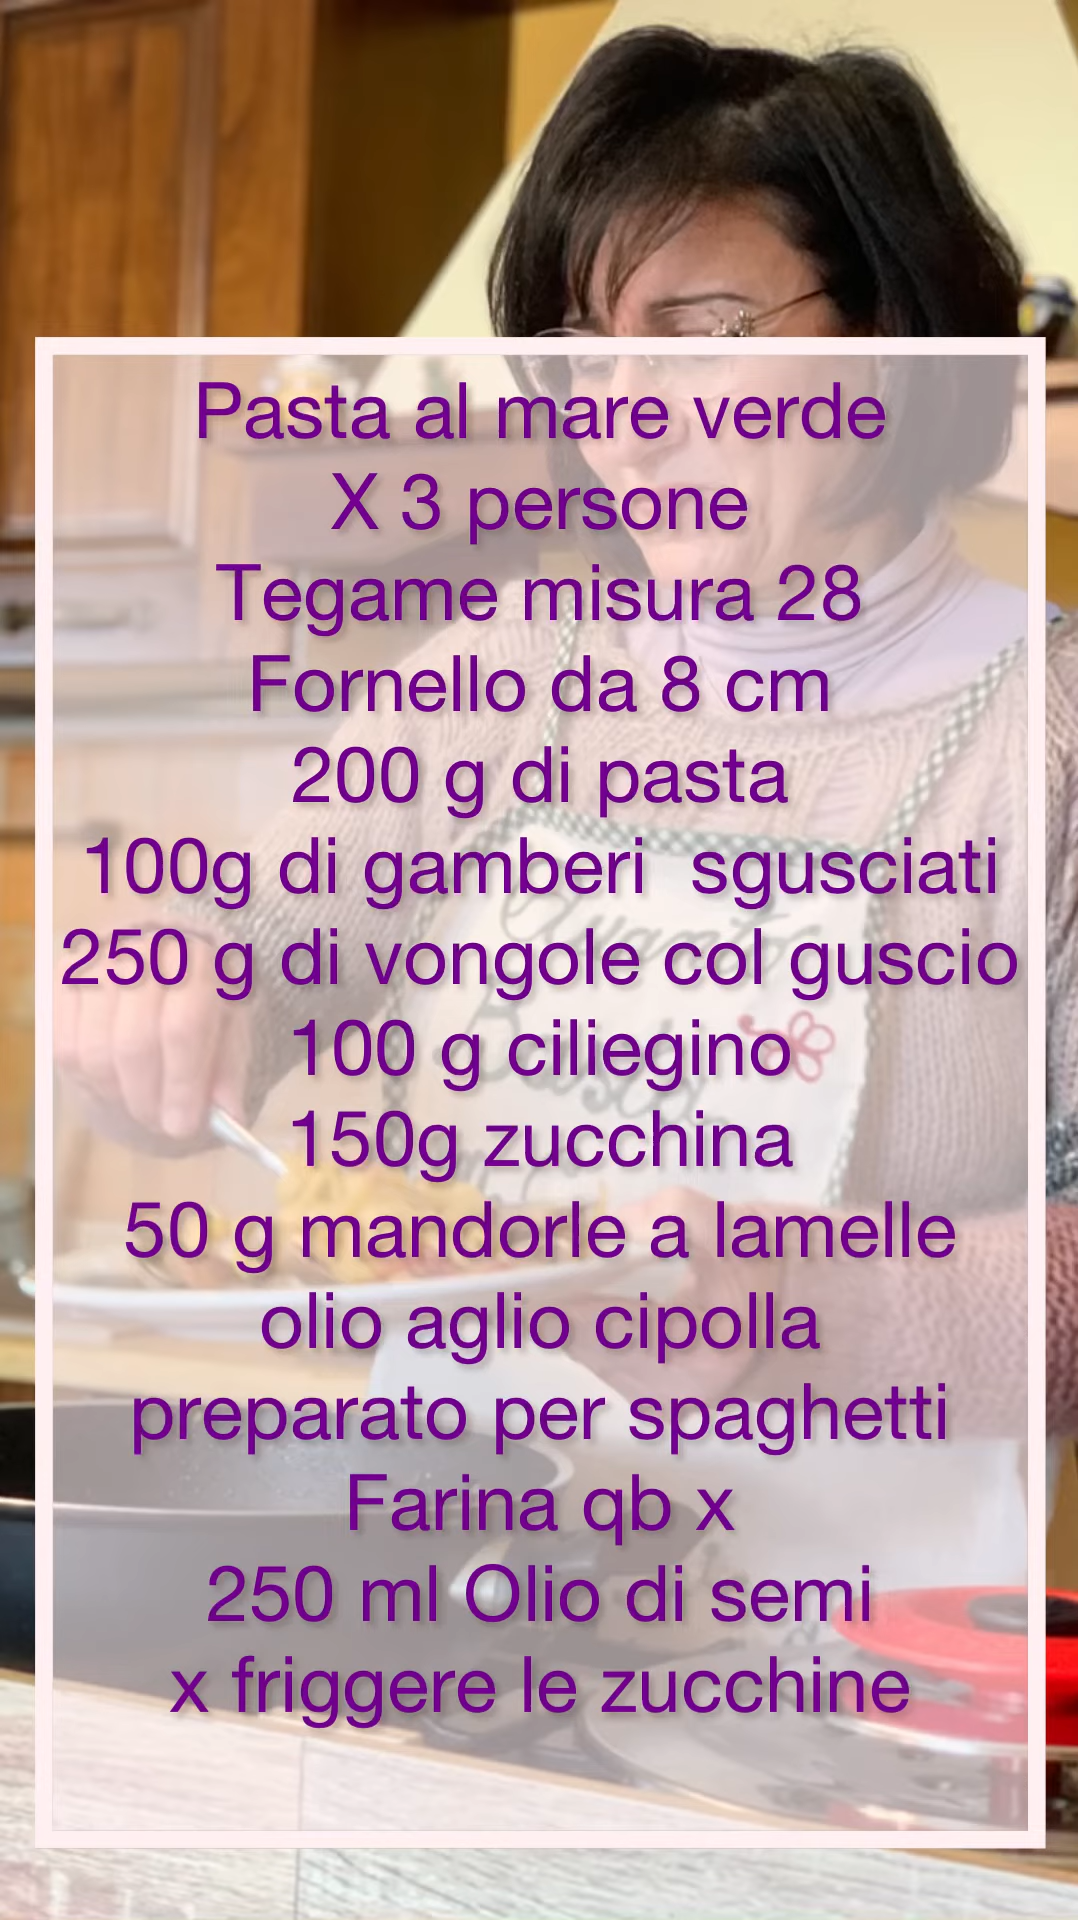 Pasta al mare verde
X 3 persone
Tegame misura 28
Fornello da 8 cm
200 g di pasta
100g di gamberi sgusciati
250 g di vongole col guscio
100 g ciliegino
150g zucchina
50 g mandorle a lamelle
olio aglio cipolla
preparato per spaghetti
Farina qb x
250 ml Olio di semi
x friggere le zucchine